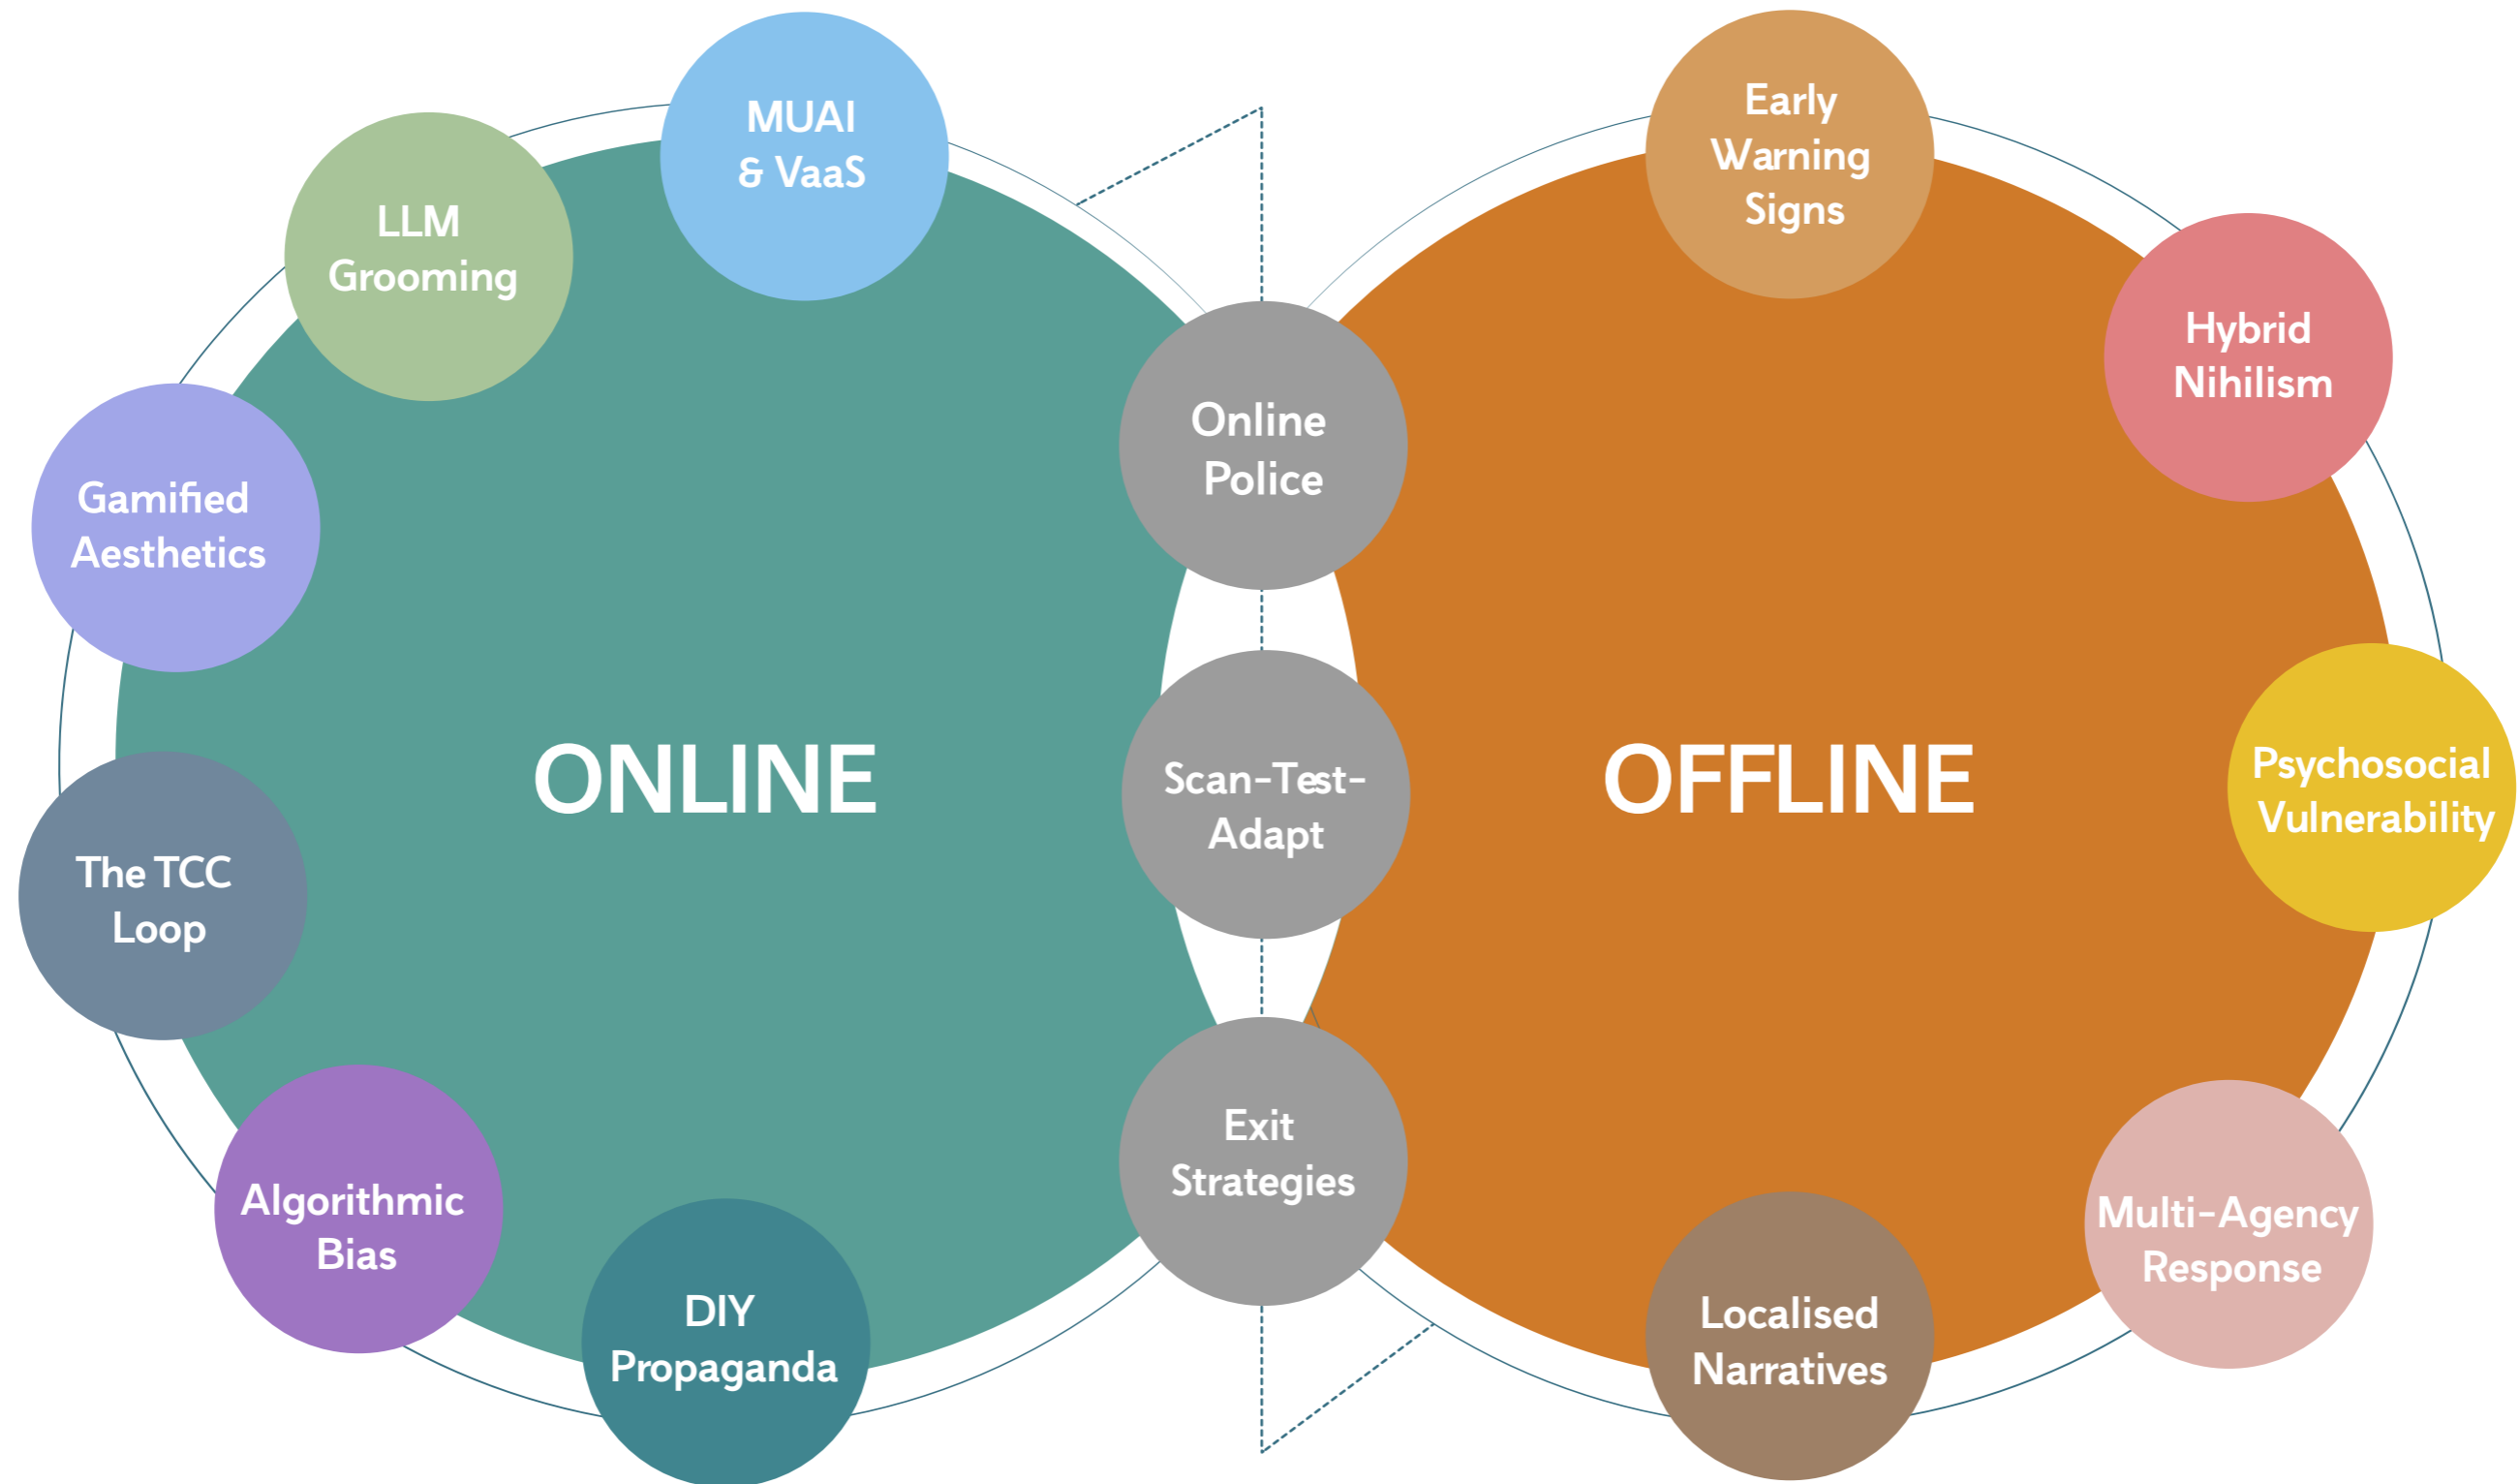 MUAI
& VaaS
LLM
Grooming
Gamified
Aesthetics
The TCC
Loop
Algorithmic
Bias
DIY
Propaganda
ONLINE
Online
Police
Scan-Test-
Adapt
Exit
Strategies
OFFLINE
Early
Warning
Signs
Hybrid
Nihilism
Psychosocial
Vulnerability
Multi-Agency
Response
Localised
Narratives